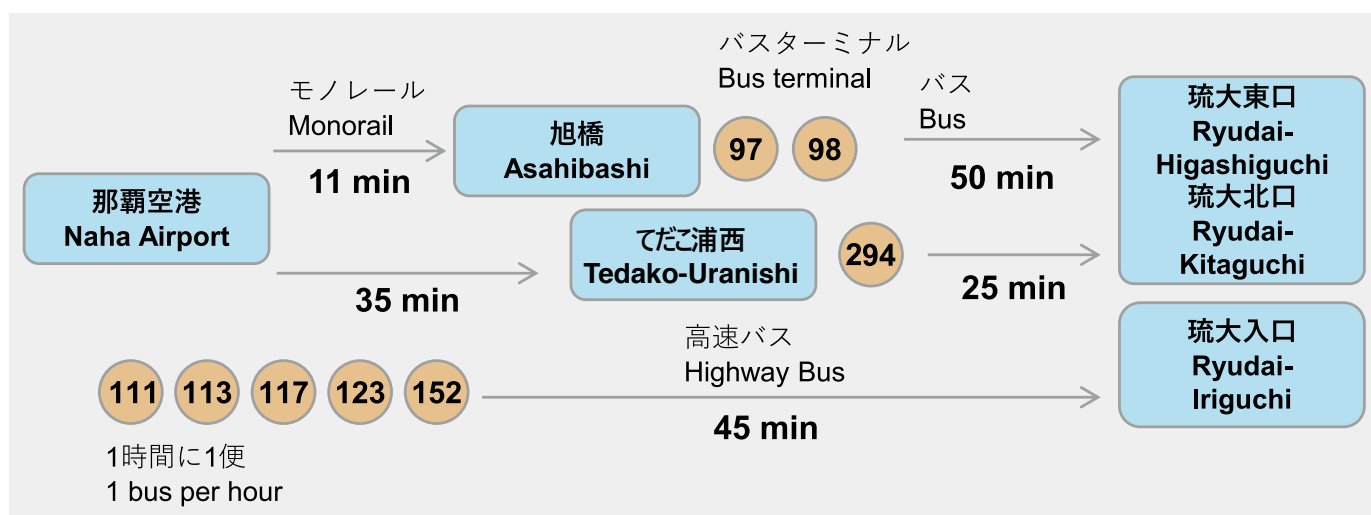 バスターミナル
Bus terminal
モノレール
Monorail
11 min
旭橋
Asahibashi
97
98
バス
Bus
50 min
琉大東口
Ryudai-
Higashiguchi
琉大北口
Ryudai-
Kitaguchi
那覇空港
Naha Airport
35 min
てだこ浦西
Tedako-Uranishi
294
25 min
111
113
117
123
152
1時間に1便
1 bus per hour
高速バス
Highway Bus
45 min
琉大入口
Ryudai-
Iriguchi